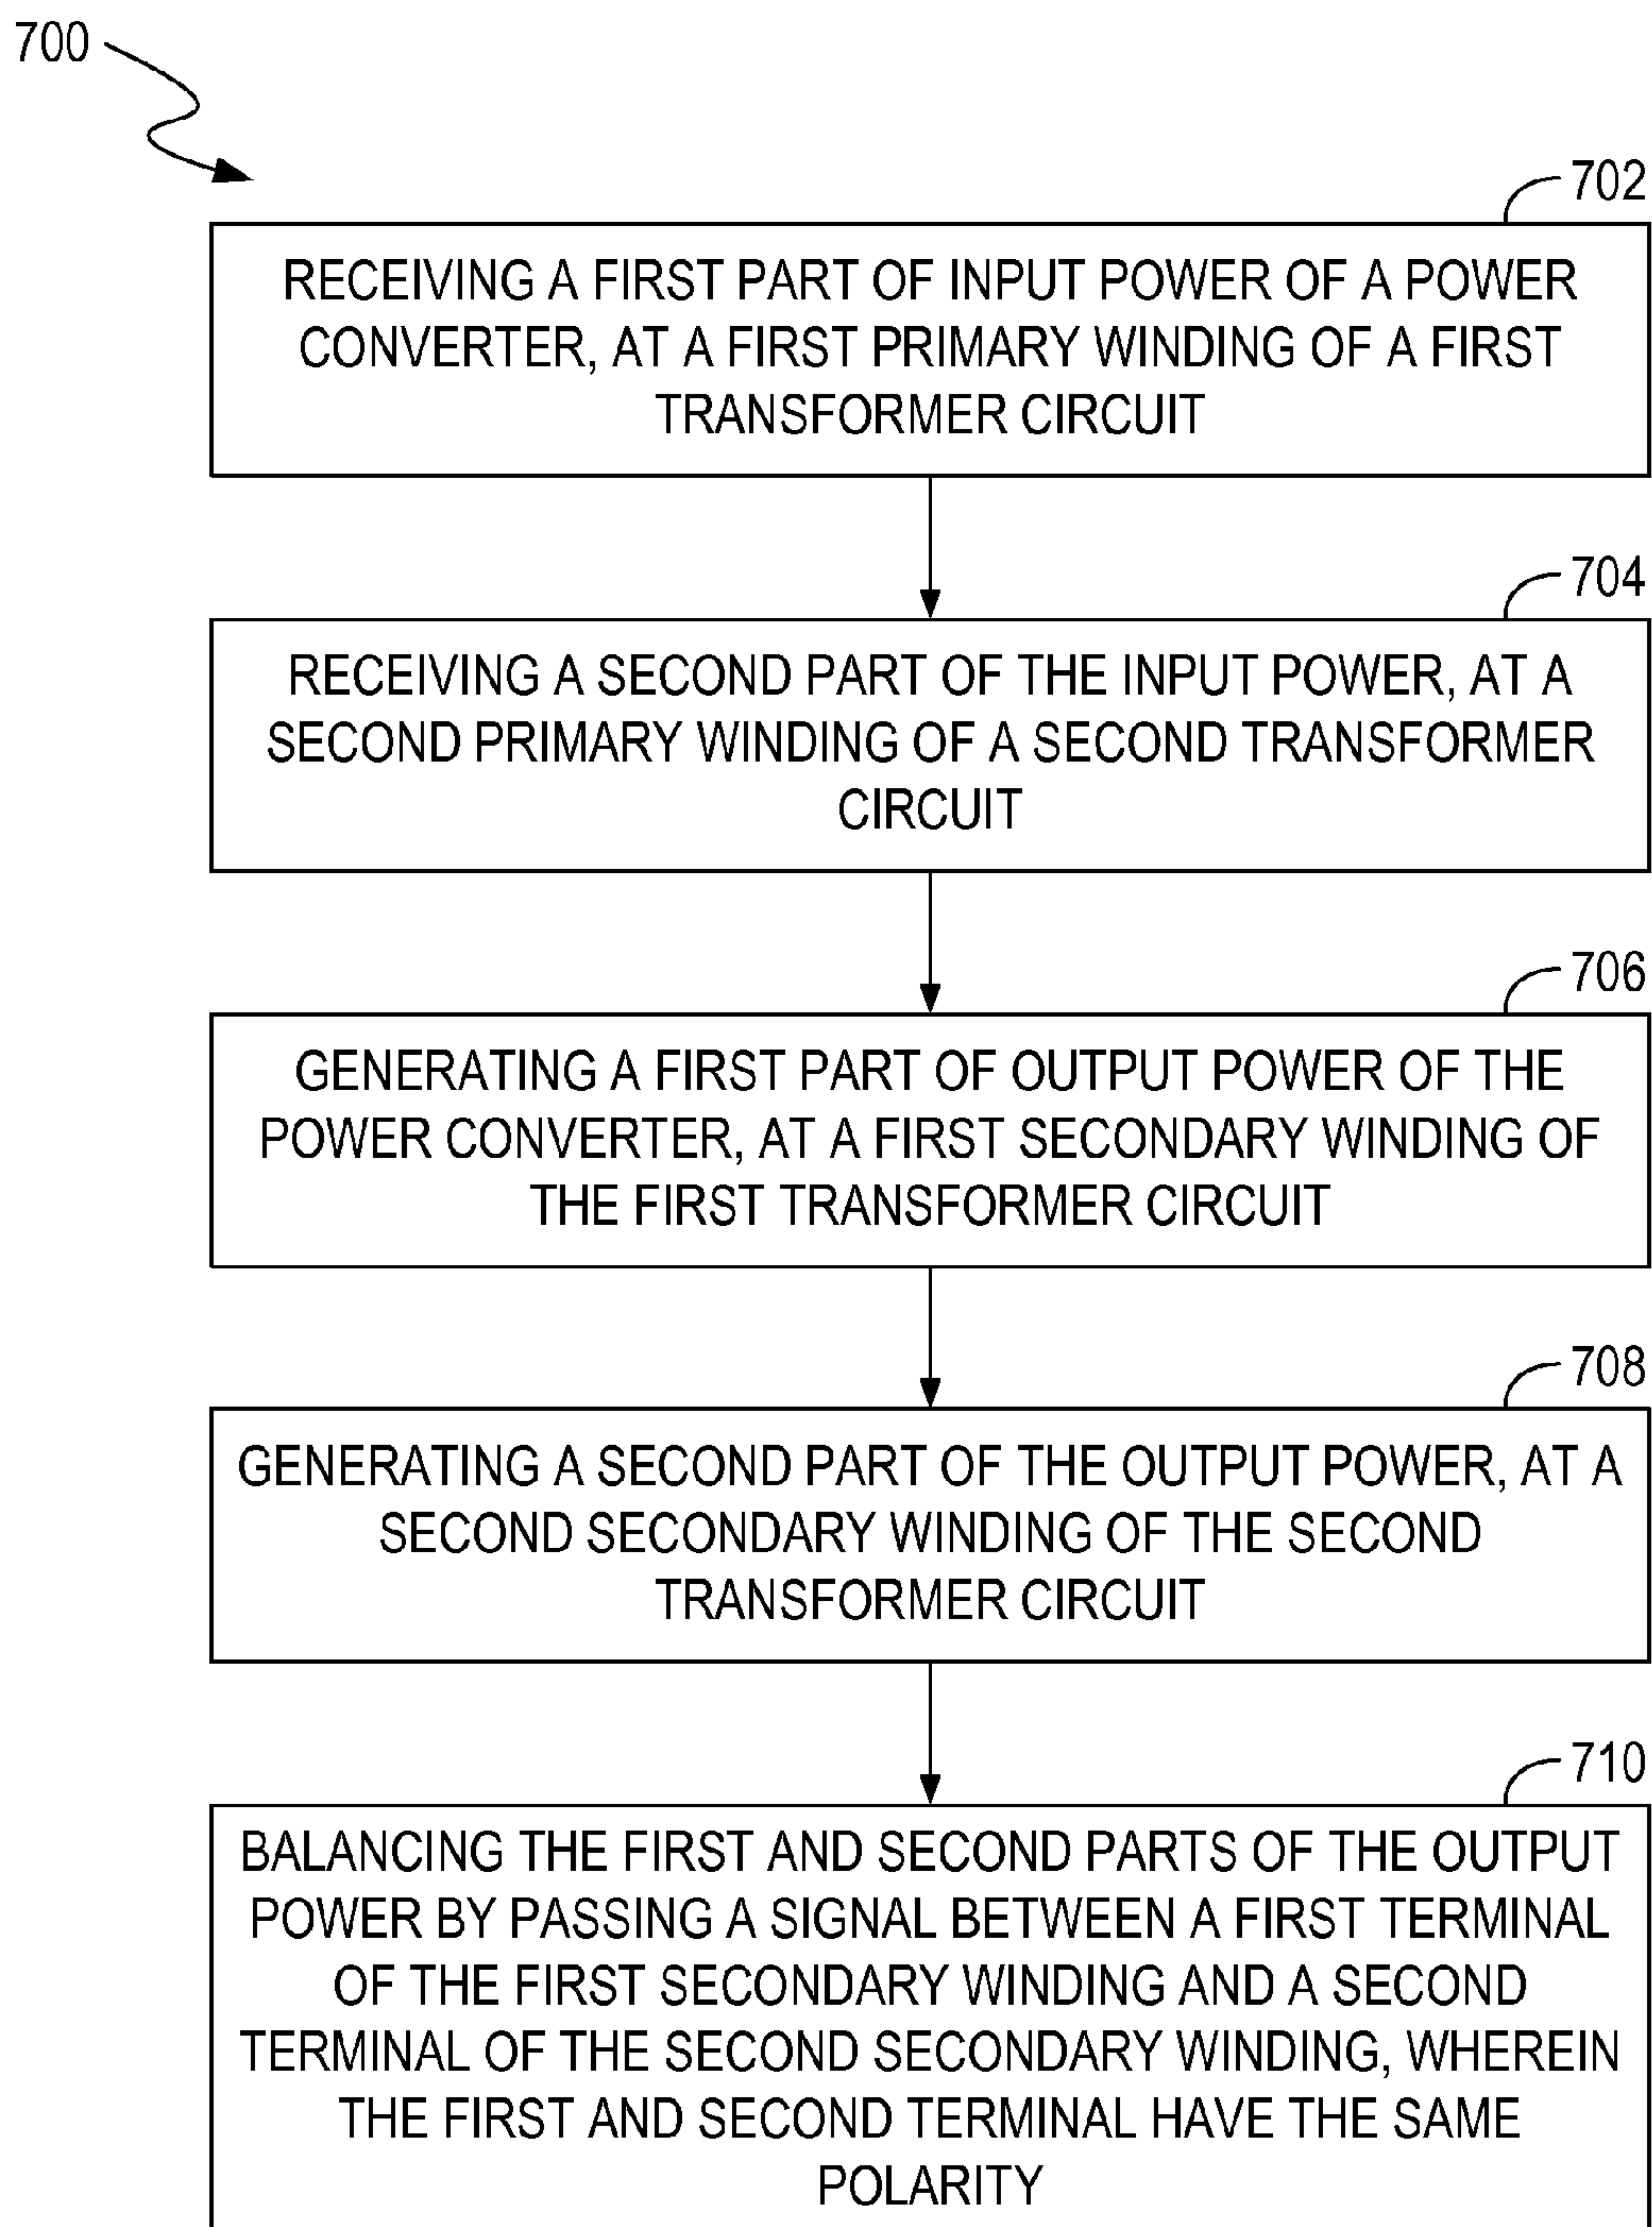 700
702
RECEIVING A FIRST PART OF INPUT POWER OF A POWER
CONVERTER, AT A FIRST PRIMARY WINDING OF A FIRST
TRANSFORMER CIRCUIT
704
RECEIVING A SECOND PART OF THE INPUT POWER, AT A
SECOND PRIMARY WINDING OF A SECOND TRANSFORMER
CIRCUIT
706
GENERATING A FIRST PART OF OUTPUT POWER OF THE
POWER CONVERTER, AT A FIRST SECONDARY WINDING OF
THE FIRST TRANSFORMER CIRCUIT
708
GENERATING A SECOND PART OF THE OUTPUT POWER, AT A
SECOND SECONDARY WINDING OF THE SECOND
TRANSFORMER CIRCUIT
710
BALANCING THE FIRST AND SECOND PARTS OF THE OUTPUT
POWER BY PASSING A SIGNAL BETWEEN A FIRST TERMINAL
OF THE FIRST SECONDARY WINDING AND A SECOND
TERMINAL OF THE SECOND SECONDARY WINDING, WHEREIN
THE FIRST AND SECOND TERMINAL HAVE THE SAME
POLARITY